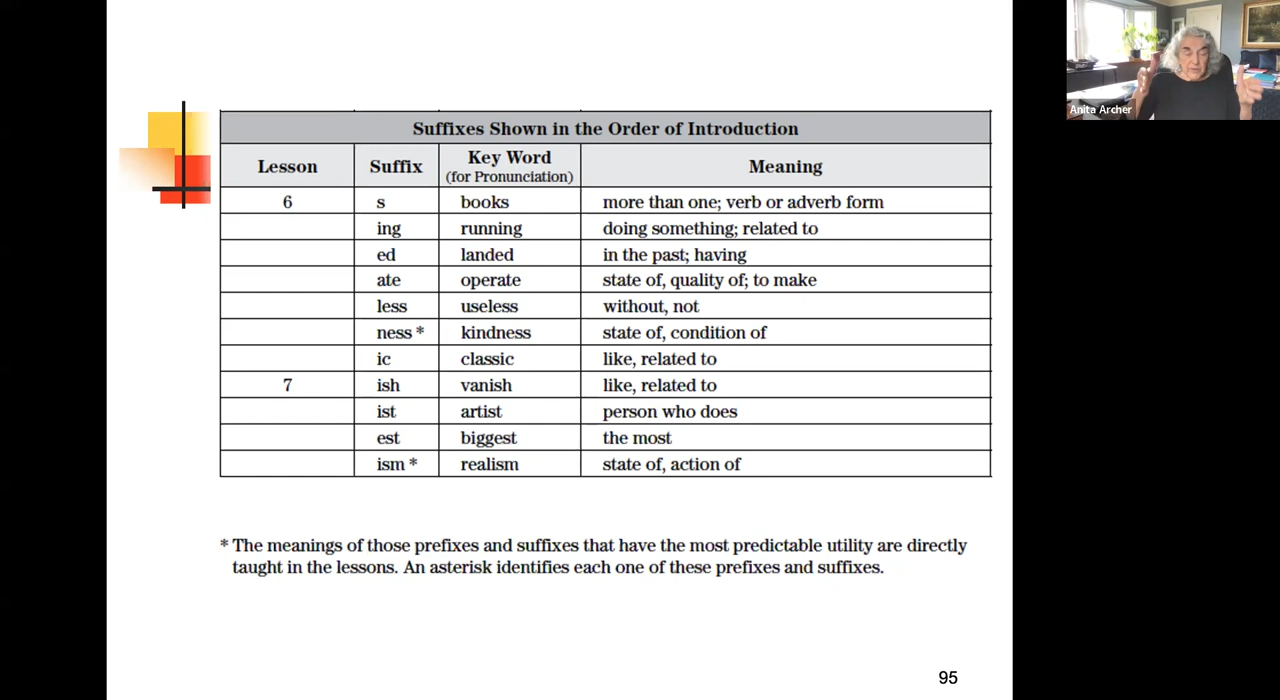 Anita Archer
Suffixes Shown in the Order of Introduction
Lesson Suffix Key Word (for Pronunciation) Meaning
6 s books more than one; verb or adverb form
ing running doing something; related to
ed landed in the past; having
ate operate state of, quality of; to make
less useless without, not
ness * kindness state of, condition of
ic classic like, related to
7 ish vanish like, related to
ist artist person who does
est biggest the most
ism * realism state of, action of
* The meanings of those prefixes and suffixes that have the most predictable utility are directly
taught in the lessons. An asterisk identifies each one of these prefixes and suffixes.
95